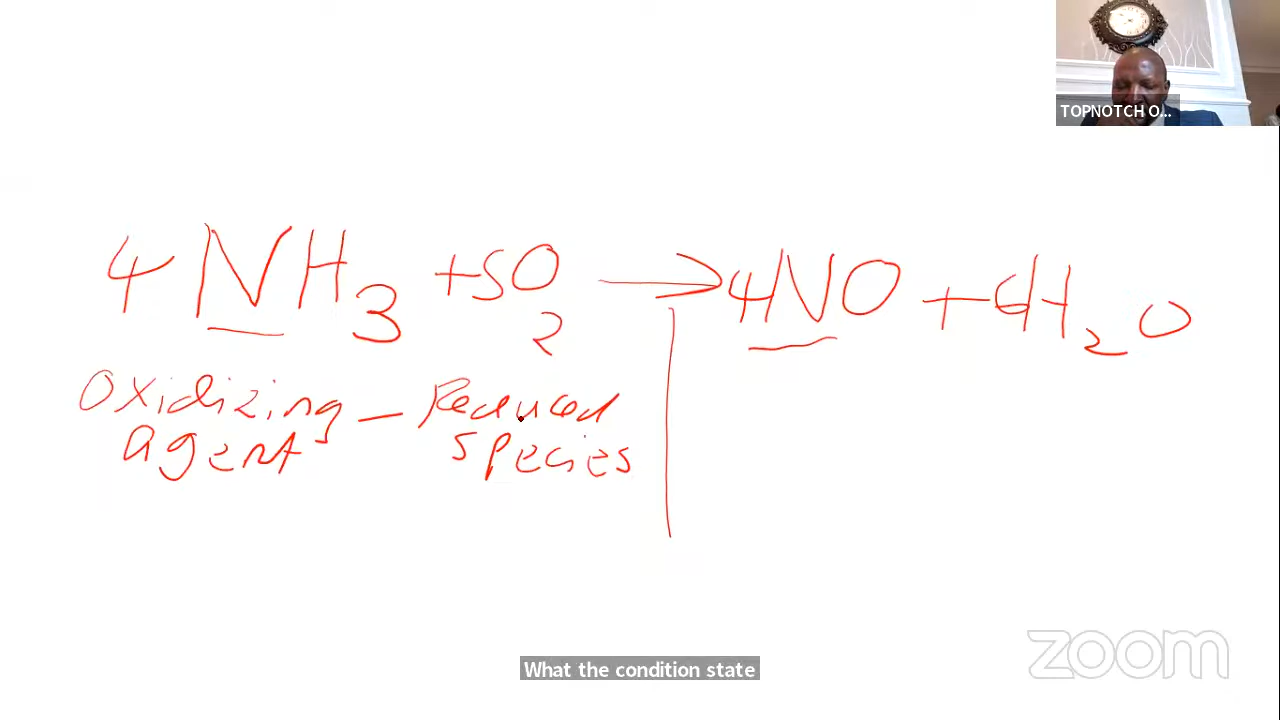 TOPNOTCH O...
4NH3 + 5O2 → 4NO + 6H2O
Oxidizing – Reduced
agent species
What the condition state
zoom